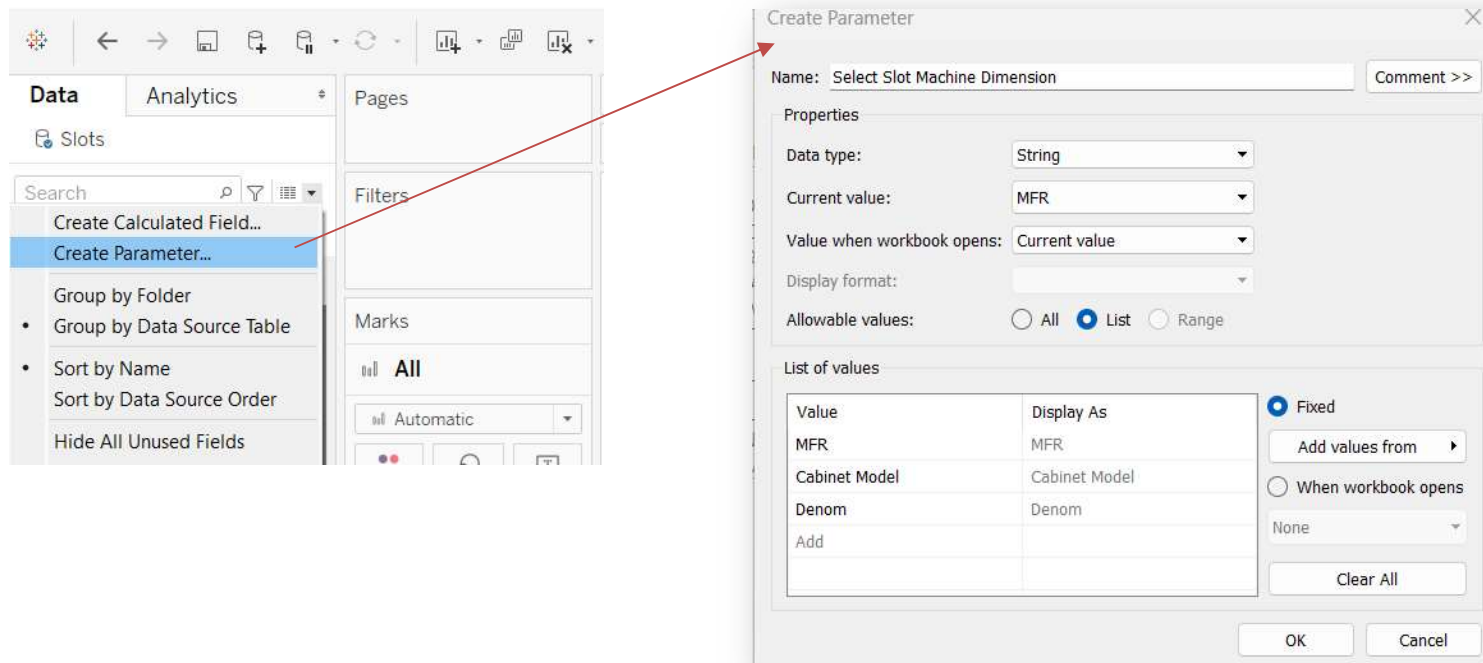 Data
Analytics
Slots
Search
Create Calculated Field...
Create Parameter...
Group by Folder
• Group by Data Source Table
• Sort by Name
Sort by Data Source Order
Hide All Unused Fields
Pages
Filters
Marks
All
Automatic
T
Create Parameter
Name: Select Slot Machine Dimension
Comment >>
Properties
Data type: String
Current value: MFR
Value when workbook opens: Current value
Display format:
Allowable values: All List Range
List of values
Value Display As
MFR MFR
Cabinet Model Cabinet Model
Denom Denom
Add
Fixed
Add values from
When workbook opens
None
Clear All
OK Cancel